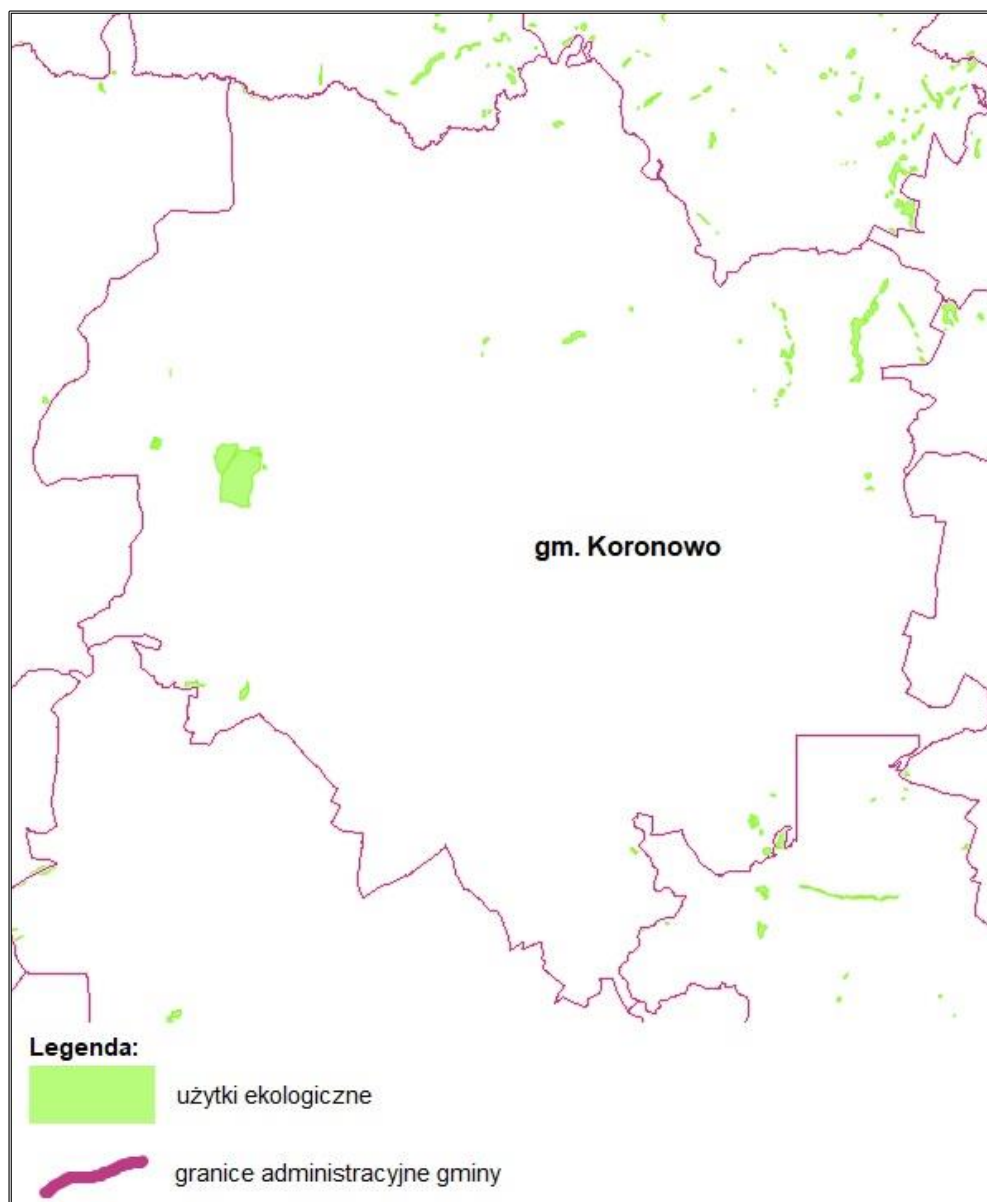 gm. Koronowo
Legenda:
użytki ekologiczne
granice administracyjne gminy